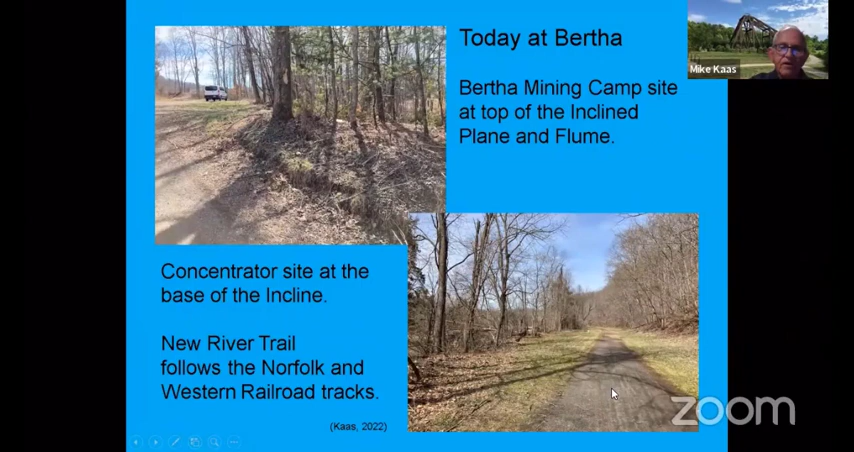 Today at Bertha
Bertha Mining Camp site
at top of the Inclined
Plane and Flume.
Mike Kaas
Concentrator site at the
base of the Incline.
New River Trail
follows the Norfolk and
Western Railroad tracks.
(Kaas, 2022)
zoom